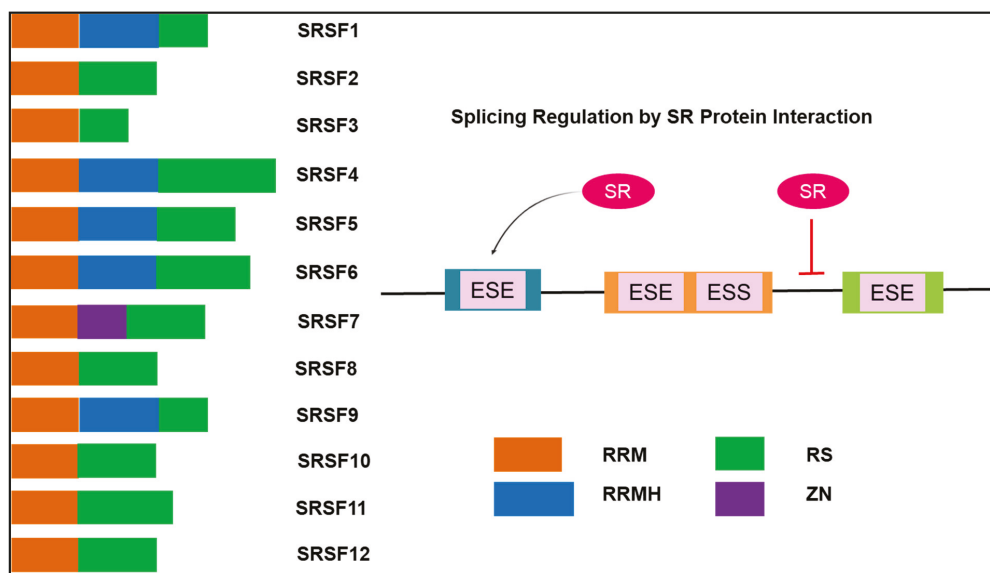 SRSF1
SRSF2
SRSF3
SRSF4
SRSF5
SRSF6
SRSF7
SRSF8
SRSF9
SRSF10
SRSF11
SRSF12
Splicing Regulation by SR Protein Interaction
SR SR
ESE ESE ESS ESE
RRM RS
RRMH ZN